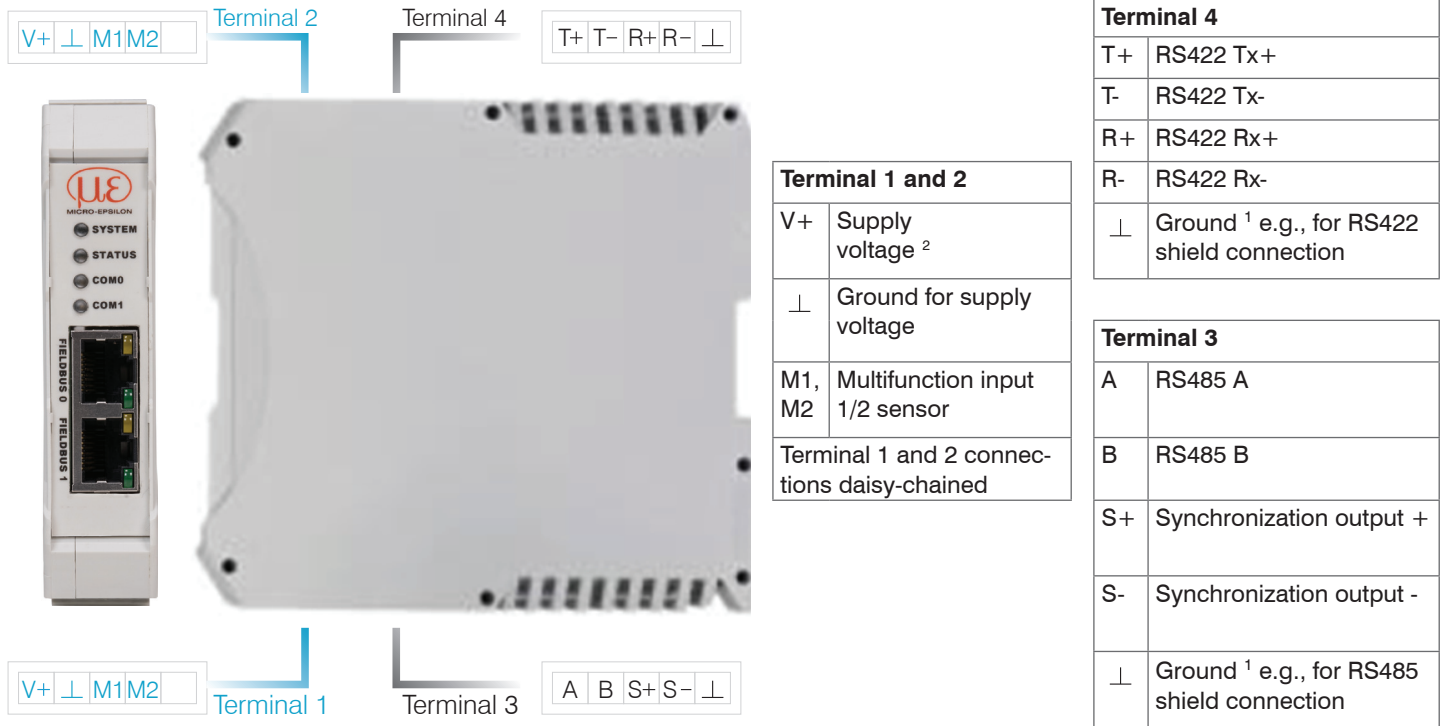 Terminal 2
V+ ⊥ M1 M2
Terminal 4
T+ T− R+ R− ⊥
με
MICRO-EPSILON
SYSTEM
STATUS
COM0
COM1
FIELDBUS 0
FIELDBUS 1
V+ ⊥ M1 M2
Terminal 1
Terminal 3
A B S+ S− ⊥
Terminal 1 and 2
V+ Supply
voltage ²
⊥ Ground for supply
voltage
M1, Multifunction input
M2 1/2 sensor
Terminal 1 and 2 connec-
tions daisy-chained
Terminal 4
T+ RS422 Tx+
T- RS422 Tx-
R+ RS422 Rx+
R- RS422 Rx-
⊥ Ground ¹ e.g., for RS422
shield connection
Terminal 3
A RS485 A
B RS485 B
S+ Synchronization output +
S- Synchronization output -
⊥ Ground ¹ e.g., for RS485
shield connection